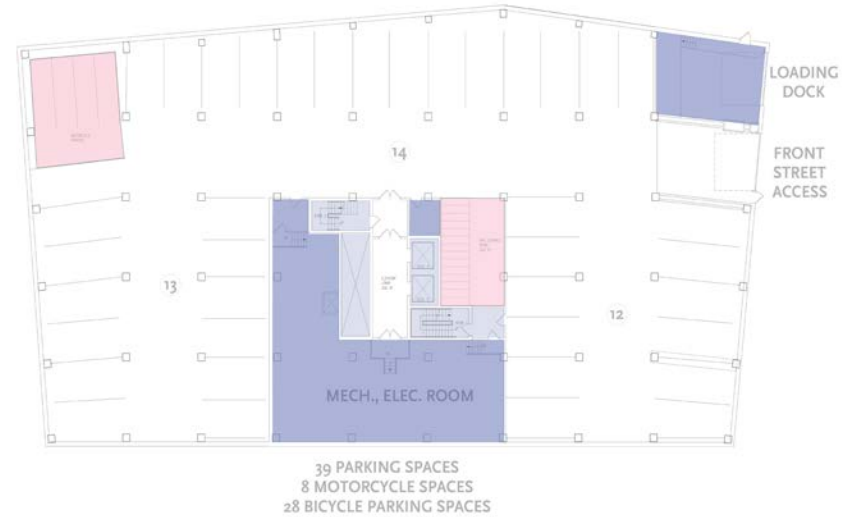 LOADING
DOCK
14
FRONT
STREET
ACCESS
13
12
MECH., ELEC. ROOM
39 PARKING SPACES
8 MOTORCYCLE SPACES
28 BICYCLE PARKING SPACES